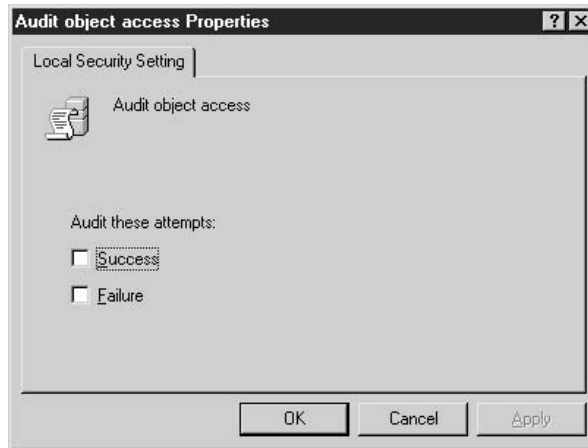 Audit object access Properties
Local Security Setting
Audit object access
Audit these attempts:
Success
Failure
OK Cancel Apply